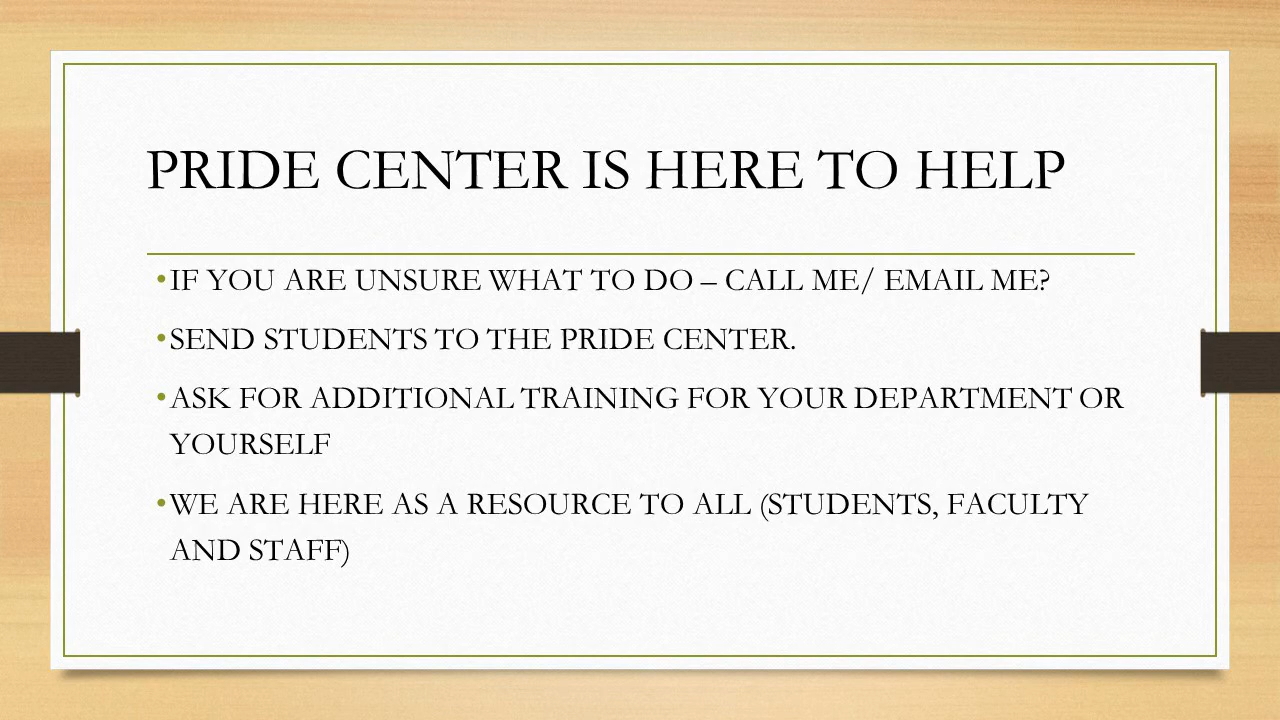 PRIDE CENTER IS HERE TO HELP
•IF YOU ARE UNSURE WHAT TO DO – CALL ME/ EMAIL ME?
•SEND STUDENTS TO THE PRIDE CENTER.
•ASK FOR ADDITIONAL TRAINING FOR YOUR DEPARTMENT OR
YOURSELF
•WE ARE HERE AS A RESOURCE TO ALL (STUDENTS, FACULTY
AND STAFF)